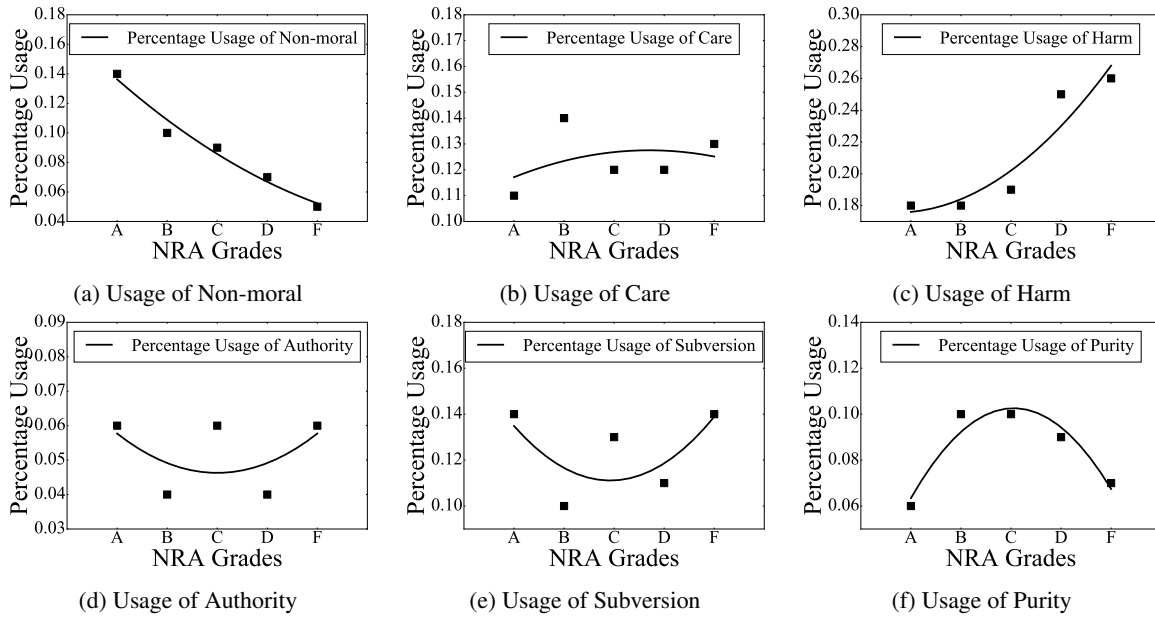 Percentage Usage
0.18
0.16
0.14
0.12
0.10
0.08
0.06
0.04
Percentage Usage of Non-moral
A B C D F
NRA Grades
(a) Usage of Non-moral
Percentage Usage
0.18
0.17
0.16
0.15
0.14
0.13
0.12
0.11
0.10
Percentage Usage of Care
A B C D F
NRA Grades
(b) Usage of Care
Percentage Usage
0.30
0.28
0.26
0.24
0.22
0.20
0.18
Percentage Usage of Harm
A B C D F
NRA Grades
(c) Usage of Harm
Percentage Usage
0.09
0.08
0.07
0.06
0.05
0.04
0.03
Percentage Usage of Authority
A B C D F
NRA Grades
(d) Usage of Authority
Percentage Usage
0.18
0.16
0.14
0.12
0.10
Percentage Usage of Subversion
A B C D F
NRA Grades
(e) Usage of Subversion
Percentage Usage
0.14
0.12
0.10
0.08
0.06
Percentage Usage of Purity
A B C D F
NRA Grades
(f) Usage of Purity